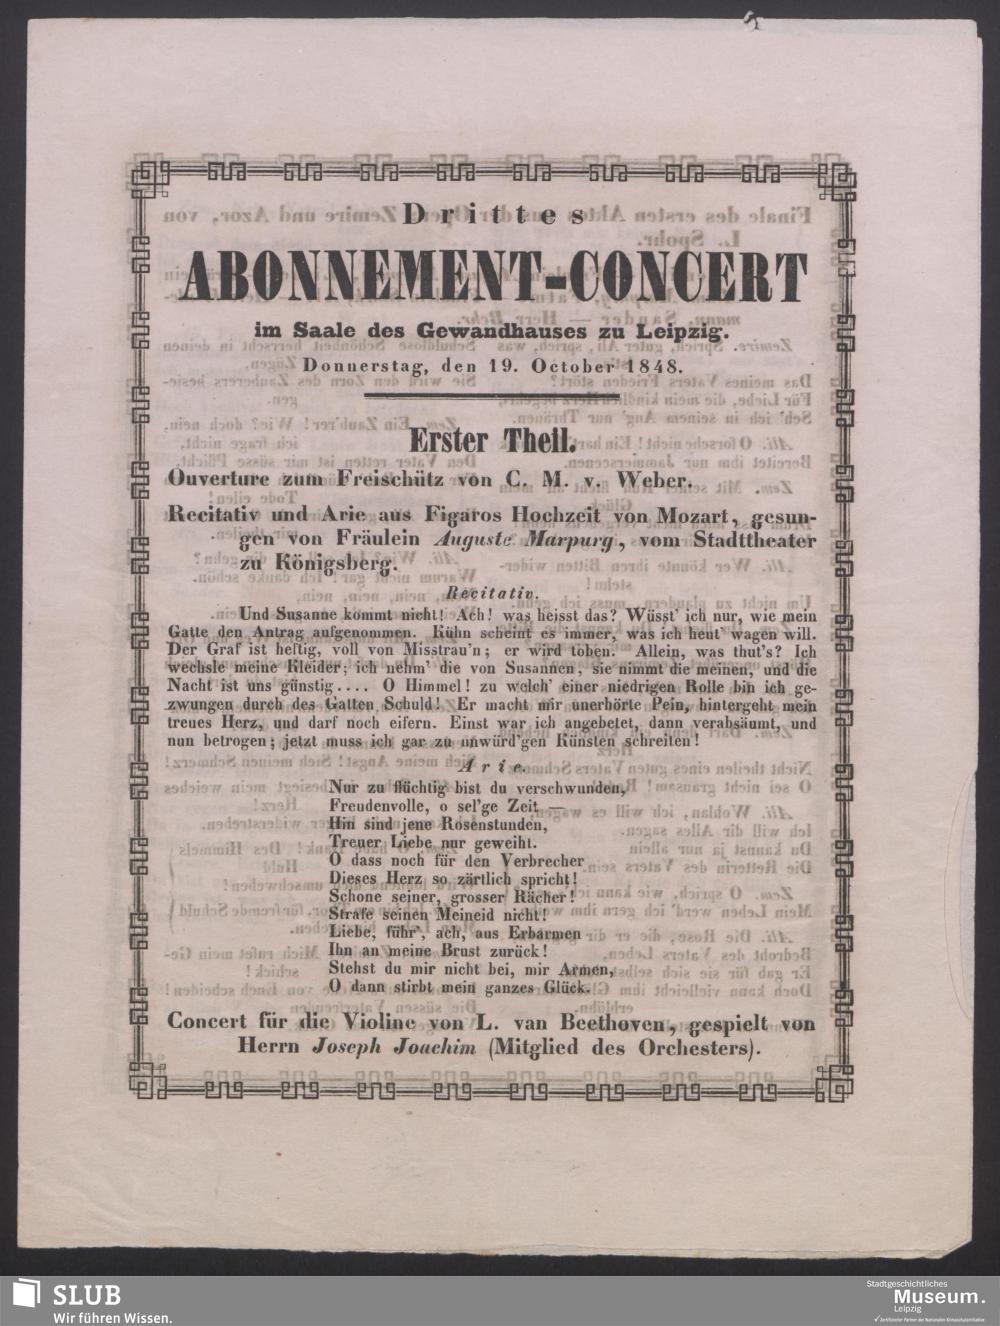 Drittes
ABONNEMENT-CONCERT
im Saale des Gewandhauses zu Leipzig.
Donnerstag, den 19. October 1848.
Erster Theil.
Ouverture zum Freischütz von C. M. v. Weber.
Recitativ und Arie aus Figaros Hochzeit von Mozart, gesun-
gen von Fräulein Auguste Marpurg, vom Stadttheater
zu Königsberg.
Recitativ.
Und Susanne kommt nicht! Ach! was heisst das? Wüsst' ich nur, wie mein
Gatte den Antrag aufgenommen. Kühn scheint es immer, was ich heut' wagen will.
Der Graf ist heftig, voll von Misstrau'n; er wird toben. Allein, was thut's? Ich
wechsle meine Kleider; ich nehm' die von Susannen, sie nimmt die meinen, und die
Nacht ist uns günstig.... O Himmel! zu welch' einer niedrigen Rolle bin ich ge-
zwungen durch des Gatten Schuld! Er macht mir unerhörte Pein, hintergeht mein
treues Herz, und darf noch eifern. Einst war ich angebetet, dann verabsäumt, und
nun betrogen; jetzt muss ich gar zu unwürd'gen Künsten schreiten!
Arie.
Nur zu flüchtig bist du verschwunden,
Freudenvolle, o sel'ge Zeit —
Hin sind jene Rosenstunden,
Treuer Liebe nur geweiht.
O dass noch für den Verbrecher
Dieses Herz so zärtlich spricht!
Schone seiner, grosser Rächer!
Strafe seinen Meineid nicht!
Liebe, führ', ach, aus Erbarmen
Ihn an meine Brust zurück!
Stehst du mir nicht bei, mir Armen,
O dann stirbt mein ganzes Glück.
Concert für die Violine von L. van Beethoven, gespielt von
Herrn Joseph Joachim (Mitglied des Orchesters).
SLUB
Wir führen Wissen.
Stadtgeschichtliches
Museum.
Leipzig